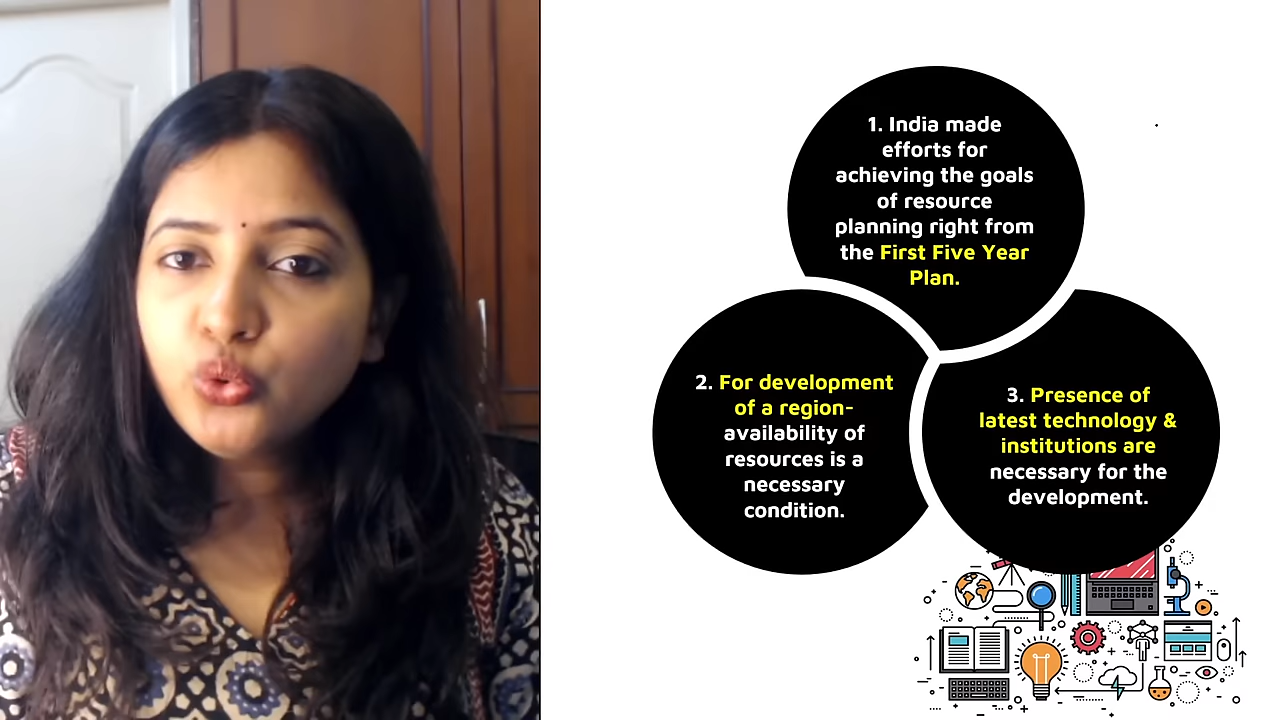 1. India made
efforts for
achieving the goals
of resource
planning right from
the First Five Year
Plan.
2. For development
of a region-
availability of
resources is a
necessary
condition.
3. Presence of
latest technology &
institutions are
necessary for the
development.